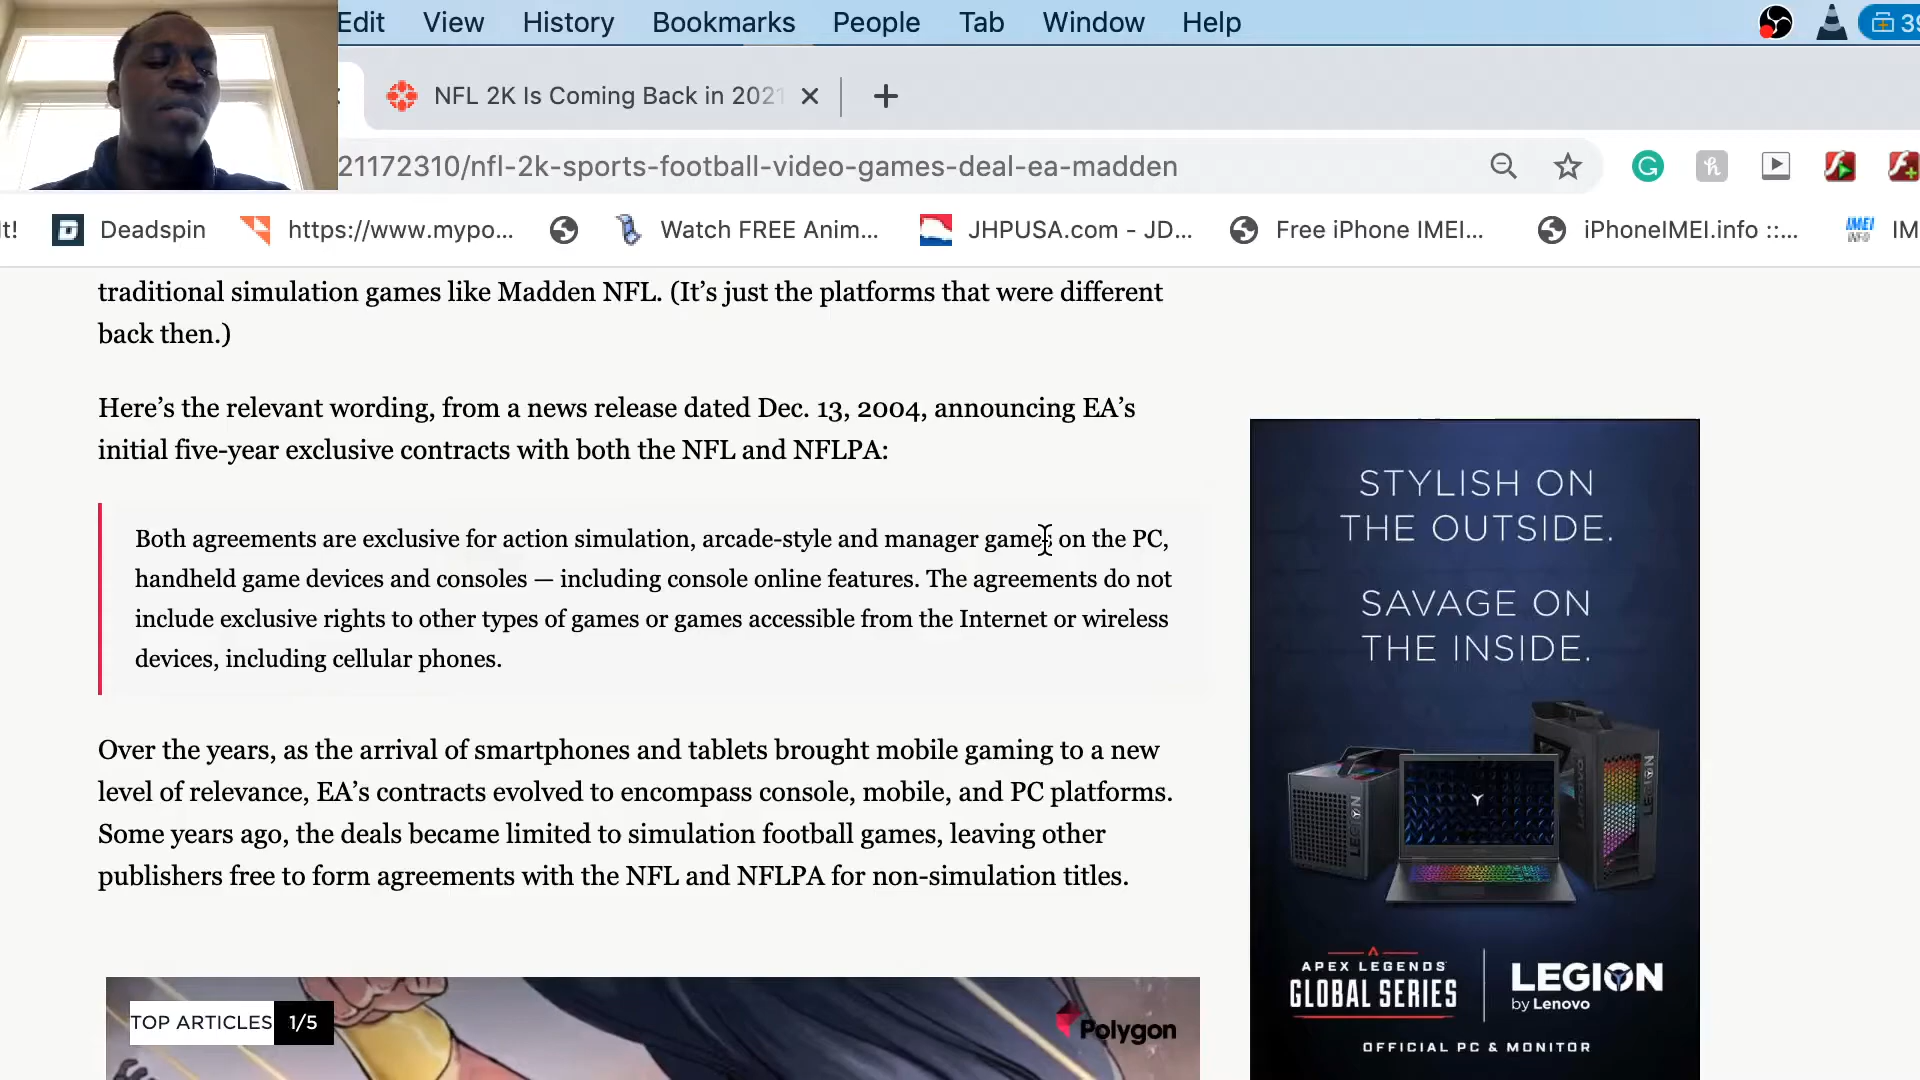 Edit View History Bookmarks People Tab Window Help
NFL 2K Is Coming Back in 2021
21172310/nfl-2k-sports-football-video-games-deal-ea-madden
t! Deadspin https://www.mypo... Watch FREE Anim... JHPUSA.com - JD... Free iPhone IMEI... iPhoneIMEI.info ::... IMEI INFO IM
traditional simulation games like Madden NFL. (It’s just the platforms that were different
back then.)
Here’s the relevant wording, from a news release dated Dec. 13, 2004, announcing EA’s
initial five-year exclusive contracts with both the NFL and NFLPA:
Both agreements are exclusive for action simulation, arcade-style and manager games on the PC,
handheld game devices and consoles — including console online features. The agreements do not
include exclusive rights to other types of games or games accessible from the Internet or wireless
devices, including cellular phones.
Over the years, as the arrival of smartphones and tablets brought mobile gaming to a new
level of relevance, EA’s contracts evolved to encompass console, mobile, and PC platforms.
Some years ago, the deals became limited to simulation football games, leaving other
publishers free to form agreements with the NFL and NFLPA for non-simulation titles.
TOP ARTICLES 1/5
Polygon
STYLISH ON
THE OUTSIDE.
SAVAGE ON
THE INSIDE.
LEGION
LEGION
APEX LEGENDS
GLOBAL SERIES
LEGION
by Lenovo
OFFICIAL PC & MONITOR